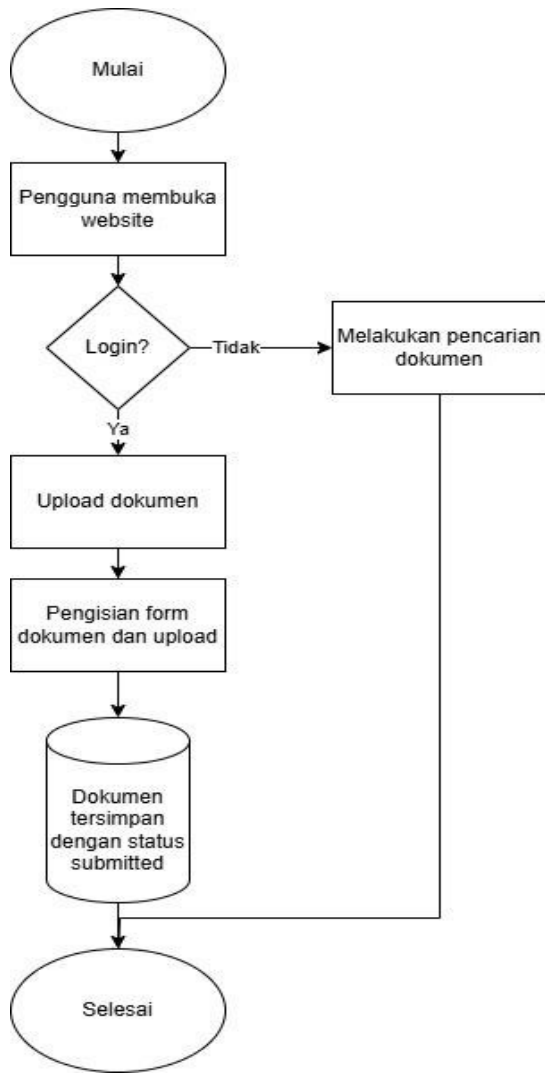 Mulai
Pengguna membuka
website
Login?
Tidak
Melakukan pencarian
dokumen
Ya
Upload dokumen
Pengisian form
dokumen dan upload
Dokumen
tersimpan
dengan status
submitted
Selesai